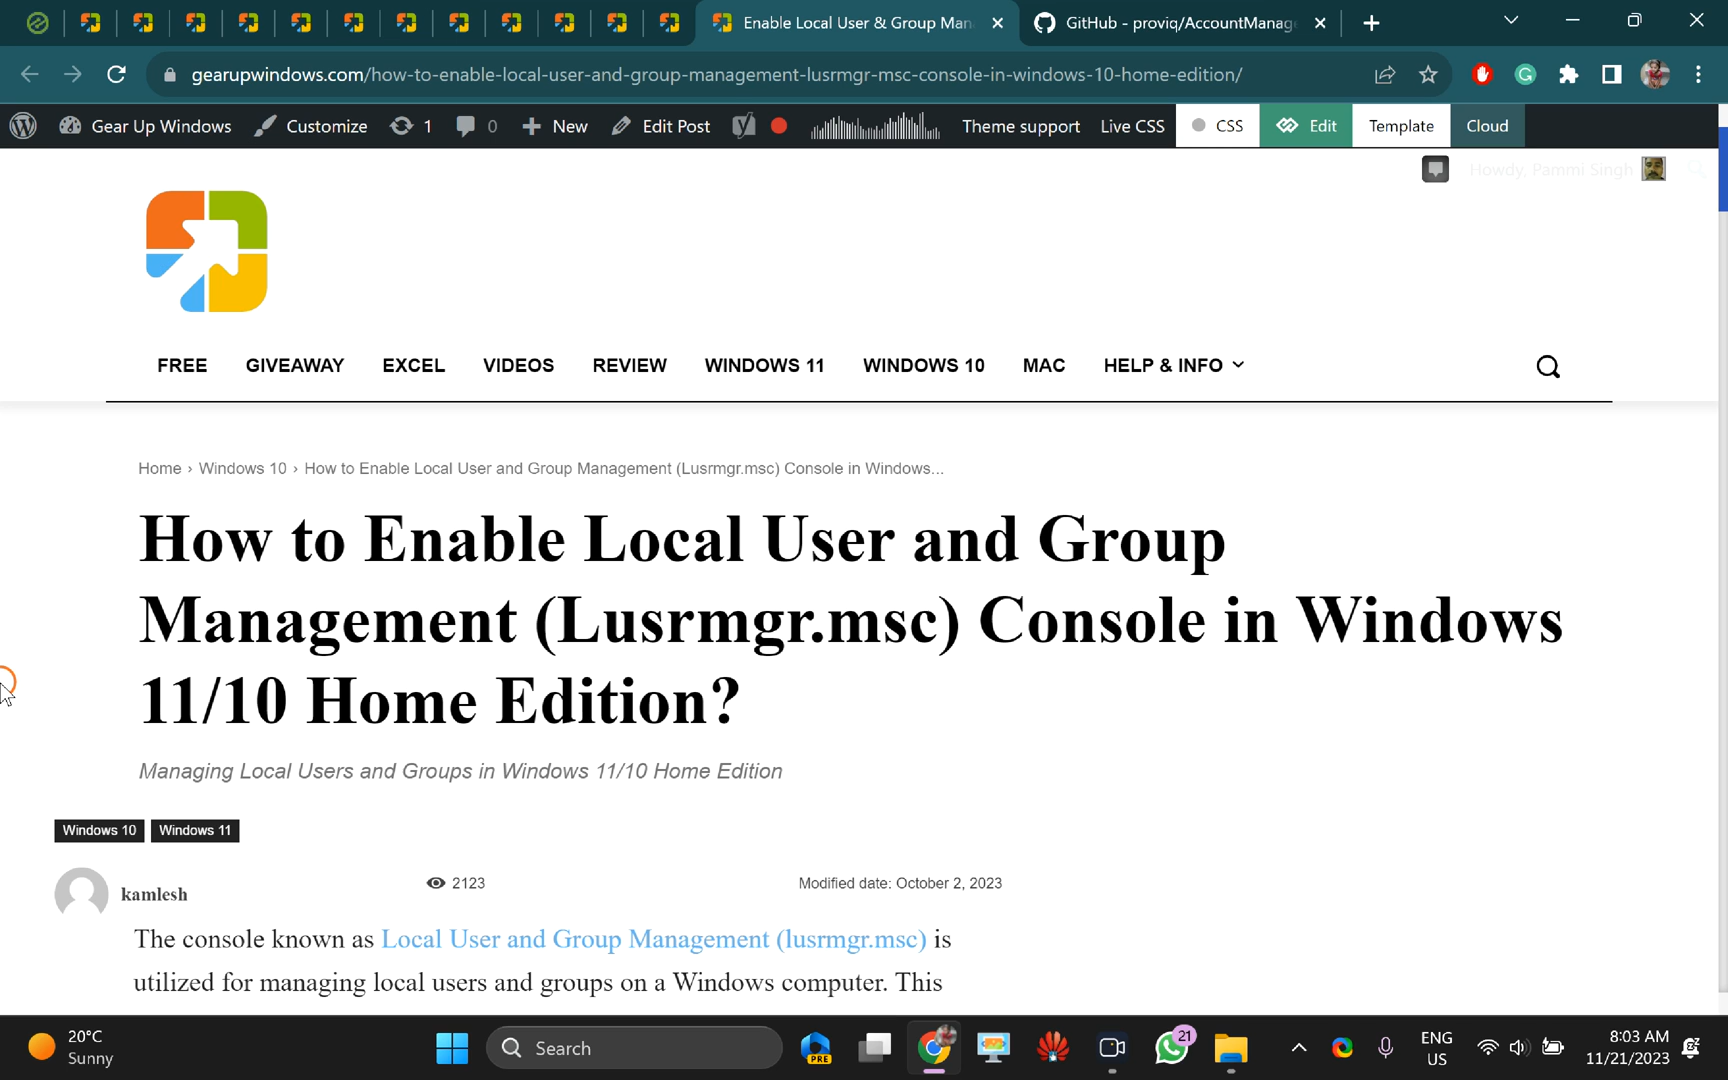 Enable Local User & Group Man
GitHub - proviq/AccountManage
gearupwindows.com/how-to-enable-local-user-and-group-management-lusrmgr-msc-console-in-windows-10-home-edition/
Gear Up Windows
Customize
1
0
New
Edit Post
Theme support
Live CSS
CSS
Edit
Template
Cloud
Howdy, Pammi Singh
FREE
GIVEAWAY
EXCEL
VIDEOS
REVIEW
WINDOWS 11
WINDOWS 10
MAC
HELP & INFO
Home › Windows 10 › How to Enable Local User and Group Management (Lusrmgr.msc) Console in Windows...
How to Enable Local User and Group
Management (Lusrmgr.msc) Console in Windows
11/10 Home Edition?
Managing Local Users and Groups in Windows 11/10 Home Edition
Windows 10
Windows 11
kamlesh
2123
Modified date: October 2, 2023
The console known as Local User and Group Management (lusrmgr.msc) is
utilized for managing local users and groups on a Windows computer. This
20°C
Sunny
Search
PRE
21
ENG
US
8:03 AM
11/21/2023